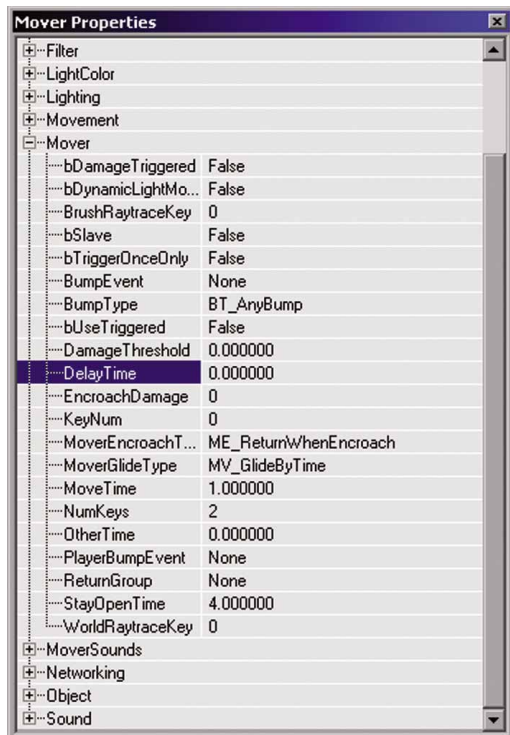 Mover Properties
Filter
LightColor
Lighting
Movement
Mover
bDamageTriggered False
bDynamicLightMo... False
BrushRaytraceKey 0
bSlave False
bTriggerOnceOnly False
BumpEvent None
BumpType BT_AnyBump
bUseTriggered False
DamageThreshold 0.000000
DelayTime 0.000000
EncroachDamage 0
KeyNum 0
MoverEncroachT... ME_ReturnWhenEncroach
MoverGlideType MV_GlideByTime
MoveTime 1.000000
NumKeys 2
OtherTime 0.000000
PlayerBumpEvent None
ReturnGroup None
StayOpenTime 4.000000
WorldRaytraceKey 0
MoverSounds
Networking
Object
Sound